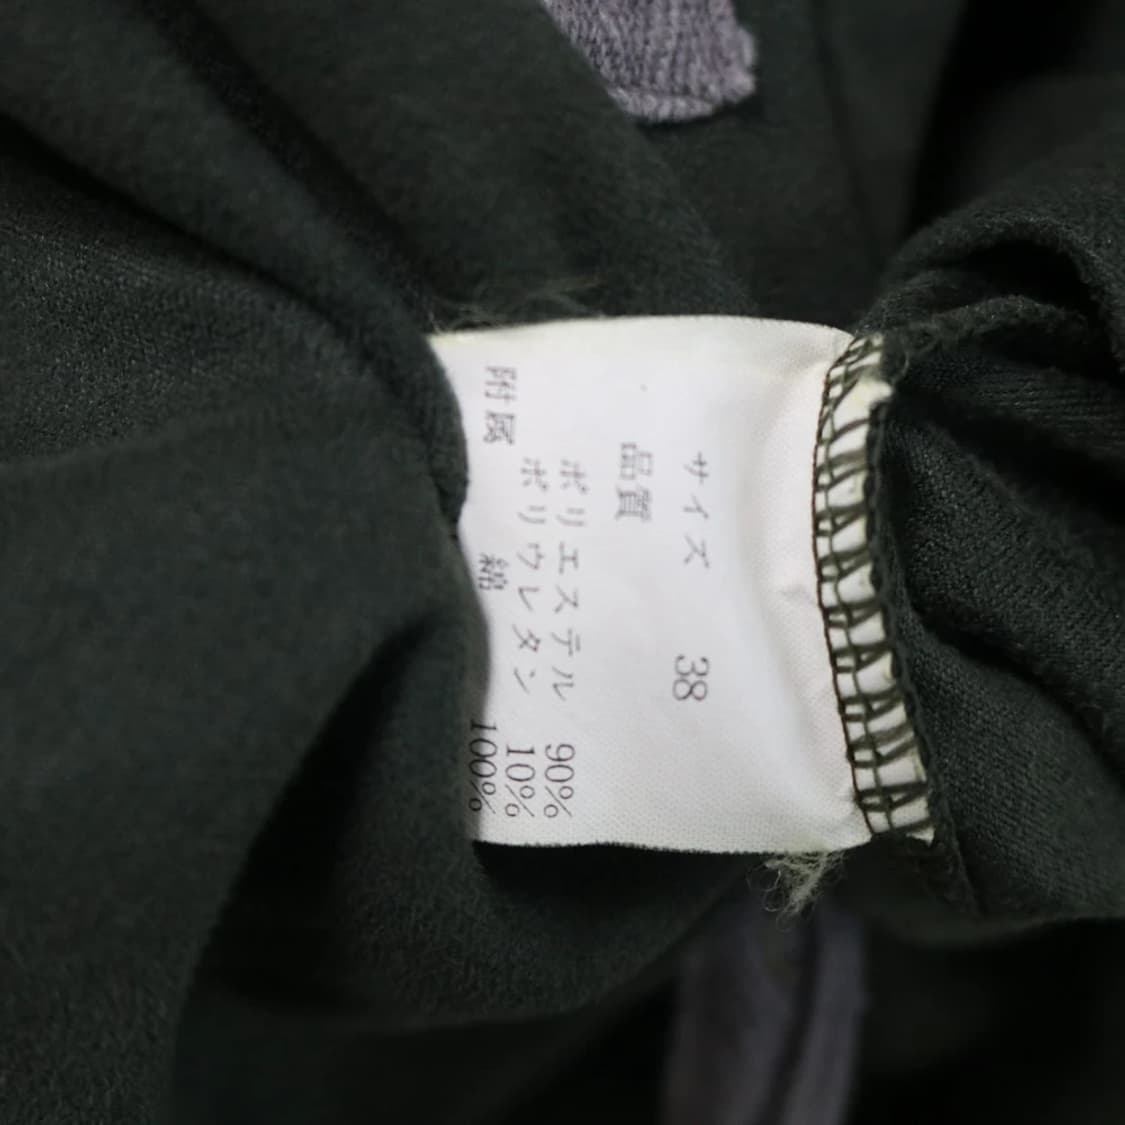 サイズ 38
品質
ポリエステル 90%
ポリウレタン 10%
附属 綿 100%